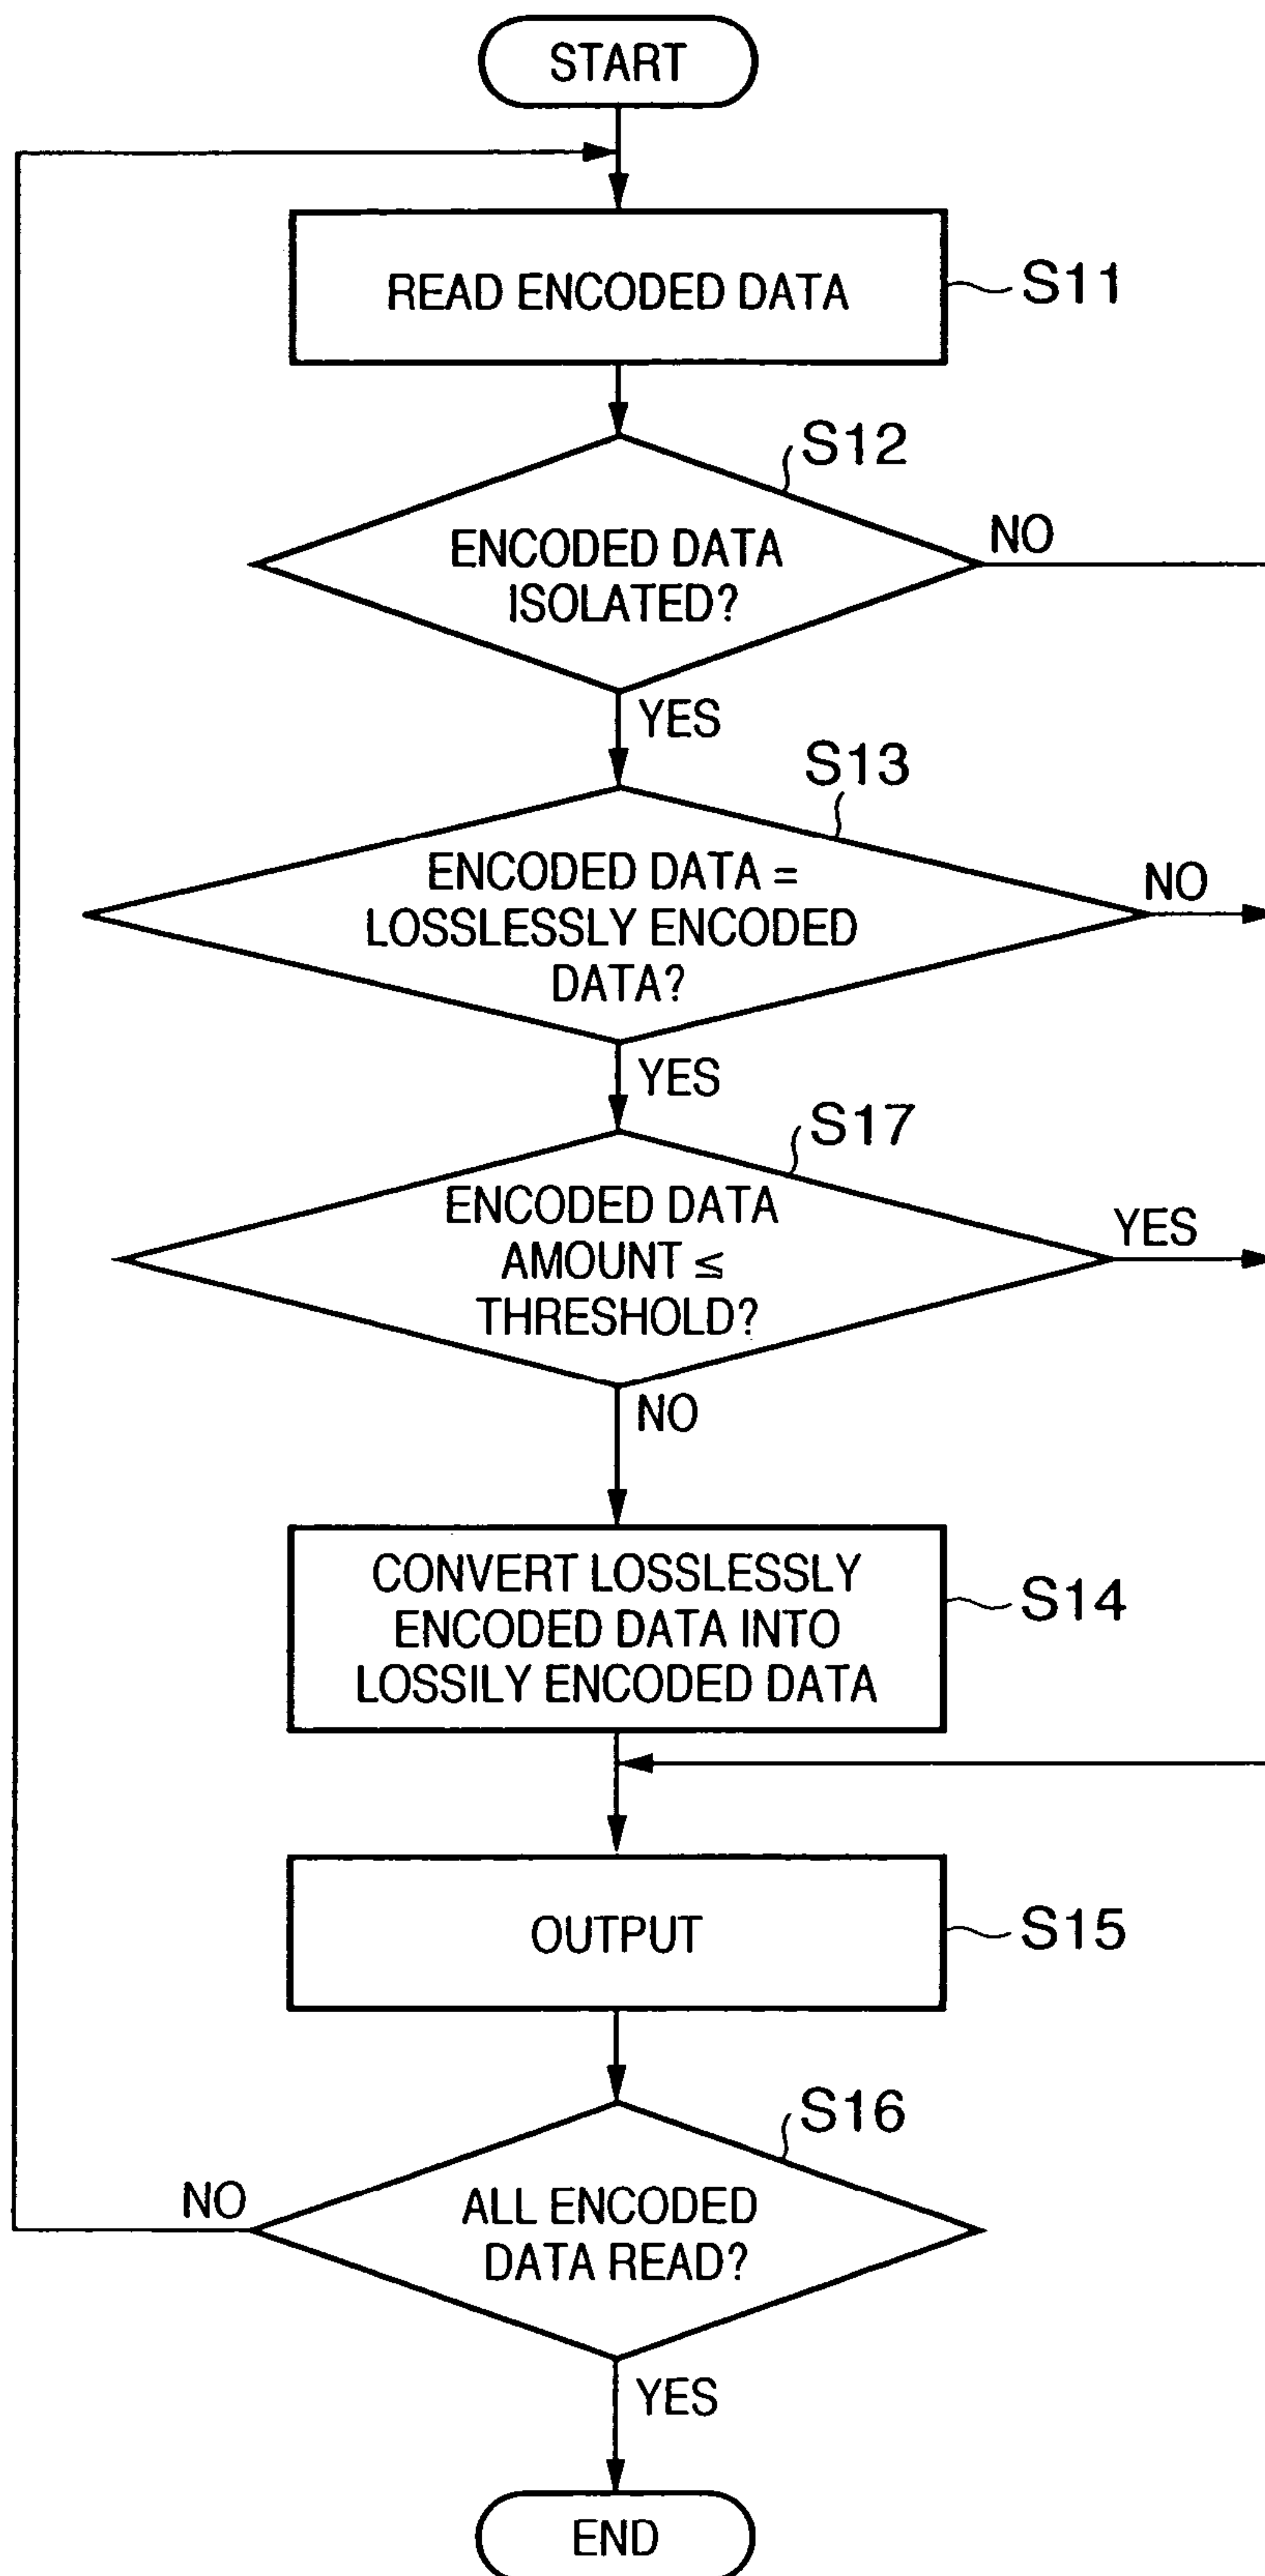 START
READ ENCODED DATA
S11
S12
ENCODED DATA
ISOLATED?
NO
YES
S13
ENCODED DATA =
LOSSLESSLY ENCODED
DATA?
NO
YES
S17
ENCODED DATA
AMOUNT ≦
THRESHOLD?
YES
NO
CONVERT LOSSLESSLY
ENCODED DATA INTO
LOSSILY ENCODED DATA
S14
OUTPUT
S15
S16
ALL ENCODED
DATA READ?
NO
YES
END